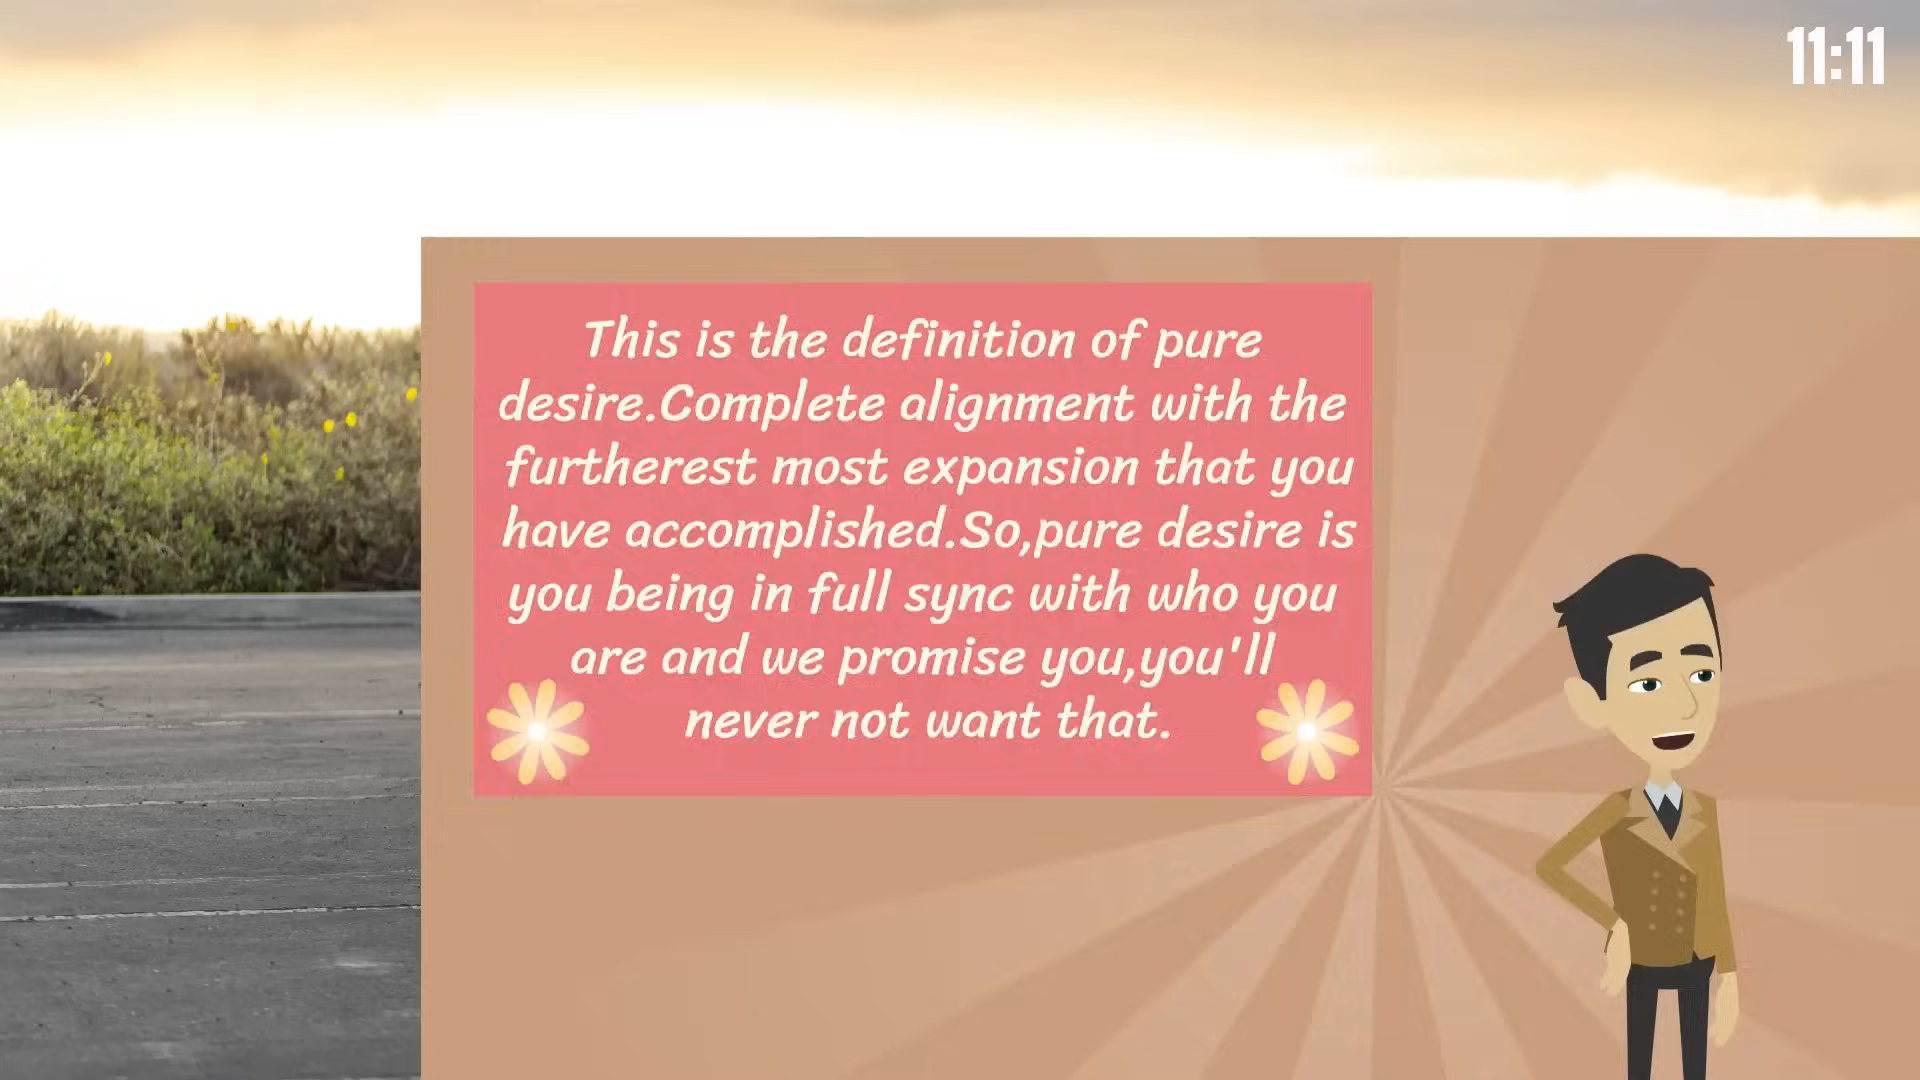 11:11
This is the definition of pure
desire.Complete alignment with the
furtherest most expansion that you
have accomplished.So,pure desire is
you being in full sync with who you
are and we promise you,you'll
never not want that.